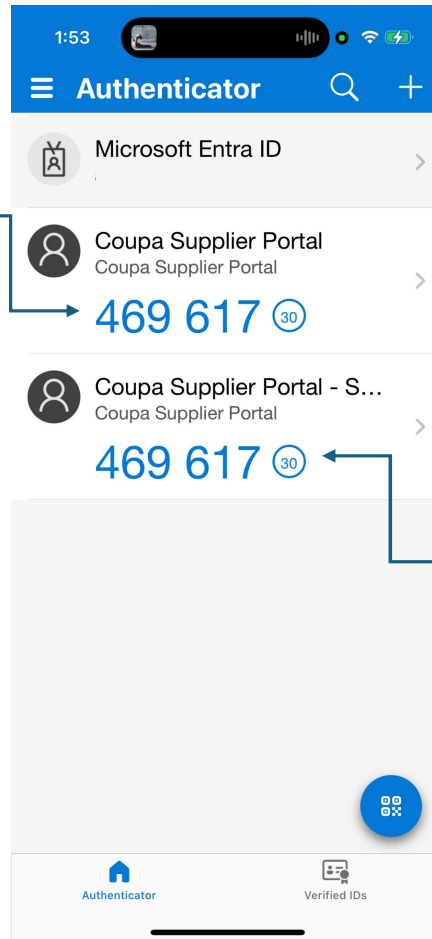 1:53
Authenticator
Microsoft Entra ID
Coupa Supplier Portal
Coupa Supplier Portal
469 617 30
Coupa Supplier Portal - S...
Coupa Supplier Portal
469 617 30
Authenticator Verified IDs